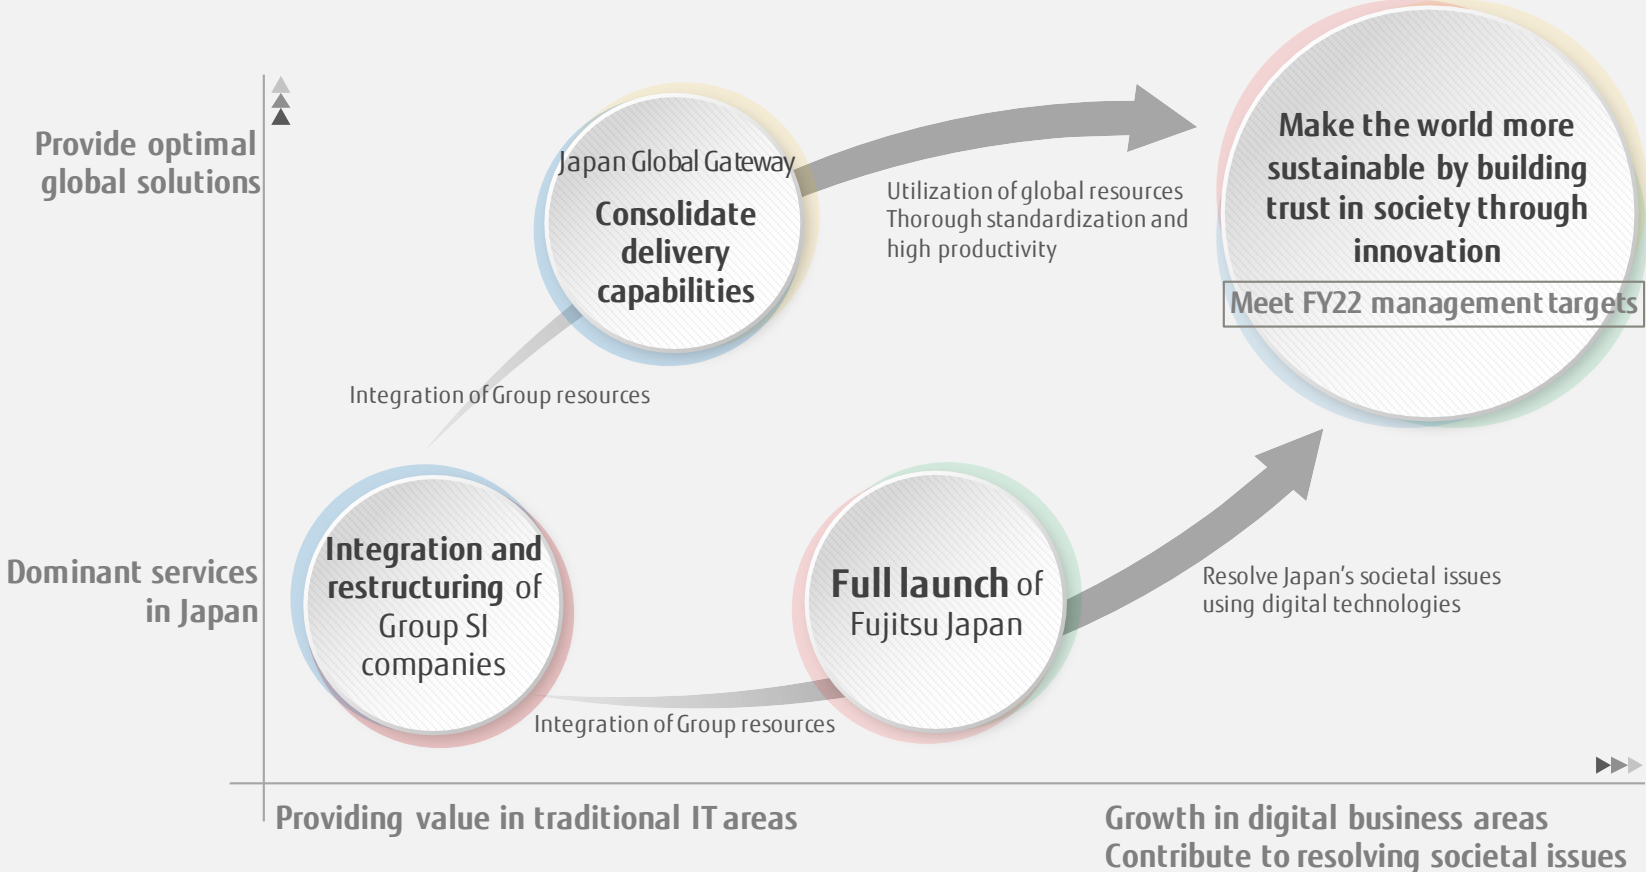 Provide optimal
global solutions
Japan Global Gateway
Consolidate
delivery
capabilities
Utilization of global resources
Thorough standardization and
high productivity
Make the world more
sustainable by building
trust in society through
innovation
Meet FY22 management targets
Integration of Group resources
Dominant services
in Japan
Integration and
restructuring of
Group SI
companies
Integration of Group resources
Full launch of
Fujitsu Japan
Resolve Japan's societal issues
using digital technologies
Providing value in traditional IT areas
Growth in digital business areas
Contribute to resolving societal issues